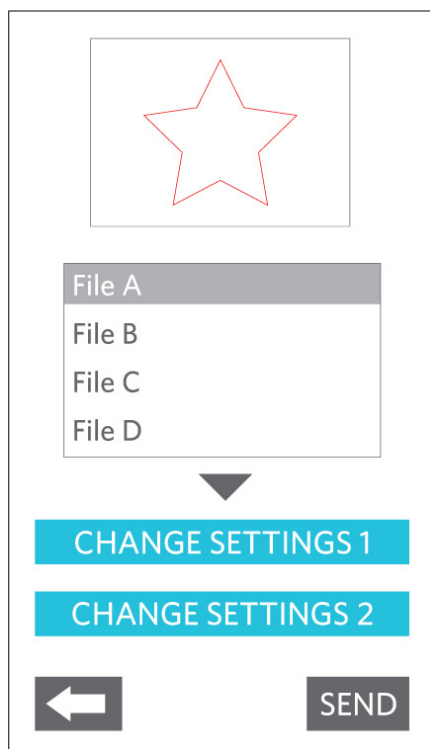 File A
File B
File C
File D
CHANGE SETTINGS 1
CHANGE SETTINGS 2
SEND